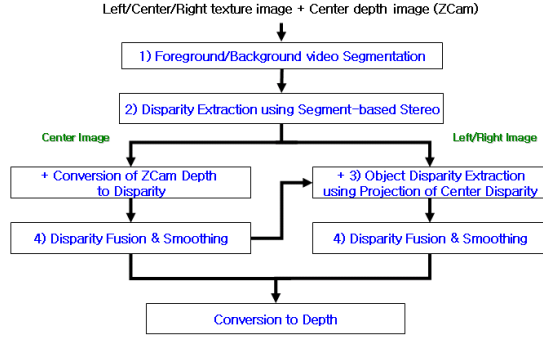 Left/Center/Right texture image + Center depth image (ZCam)
1) Foreground/Background video Segmentation
2) Disparity Extraction using Segment-based Stereo
Center Image
Left/Right Image
+ Conversion of ZCam Depth
to Disparity
+ 3) Object Disparity Extraction
using Projection of Center Disparity
4) Disparity Fusion & Smoothing
4) Disparity Fusion & Smoothing
Conversion to Depth